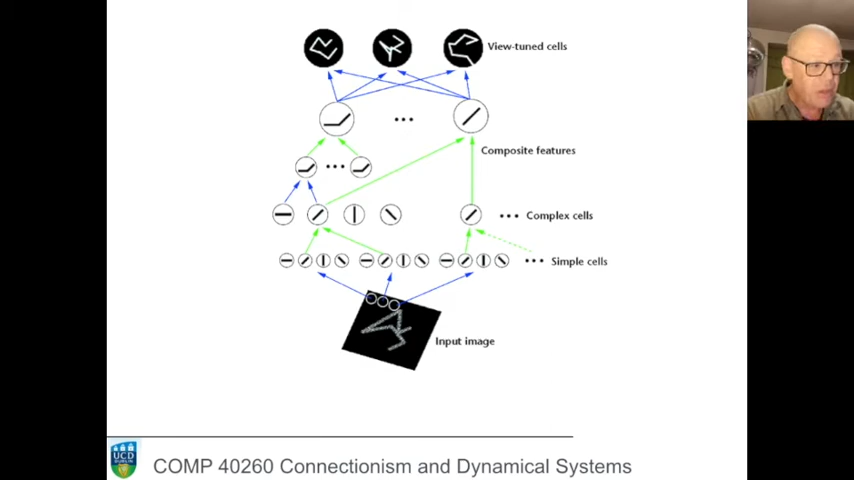 View-tuned cells
Composite features
Complex cells
Simple cells
Input image
UCD
DUBLIN
COMP 40260 Connectionism and Dynamical Systems